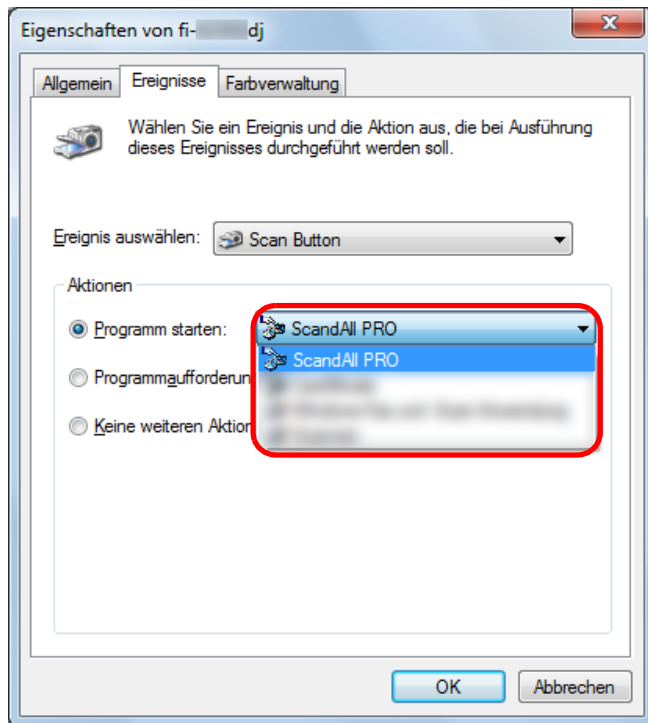 Eigenschaften von fi- dj
Allgemein
Ereignisse
Farbverwaltung
Wählen Sie ein Ereignis und die Aktion aus, die bei Ausführung
dieses Ereignisses durchgeführt werden soll.
Ereignis auswählen:
Scan Button
Aktionen
Programm starten:
ScandAll PRO
ScandAll PRO
Programmaufforderun
Keine weiteren Aktion
OK
Abbrechen